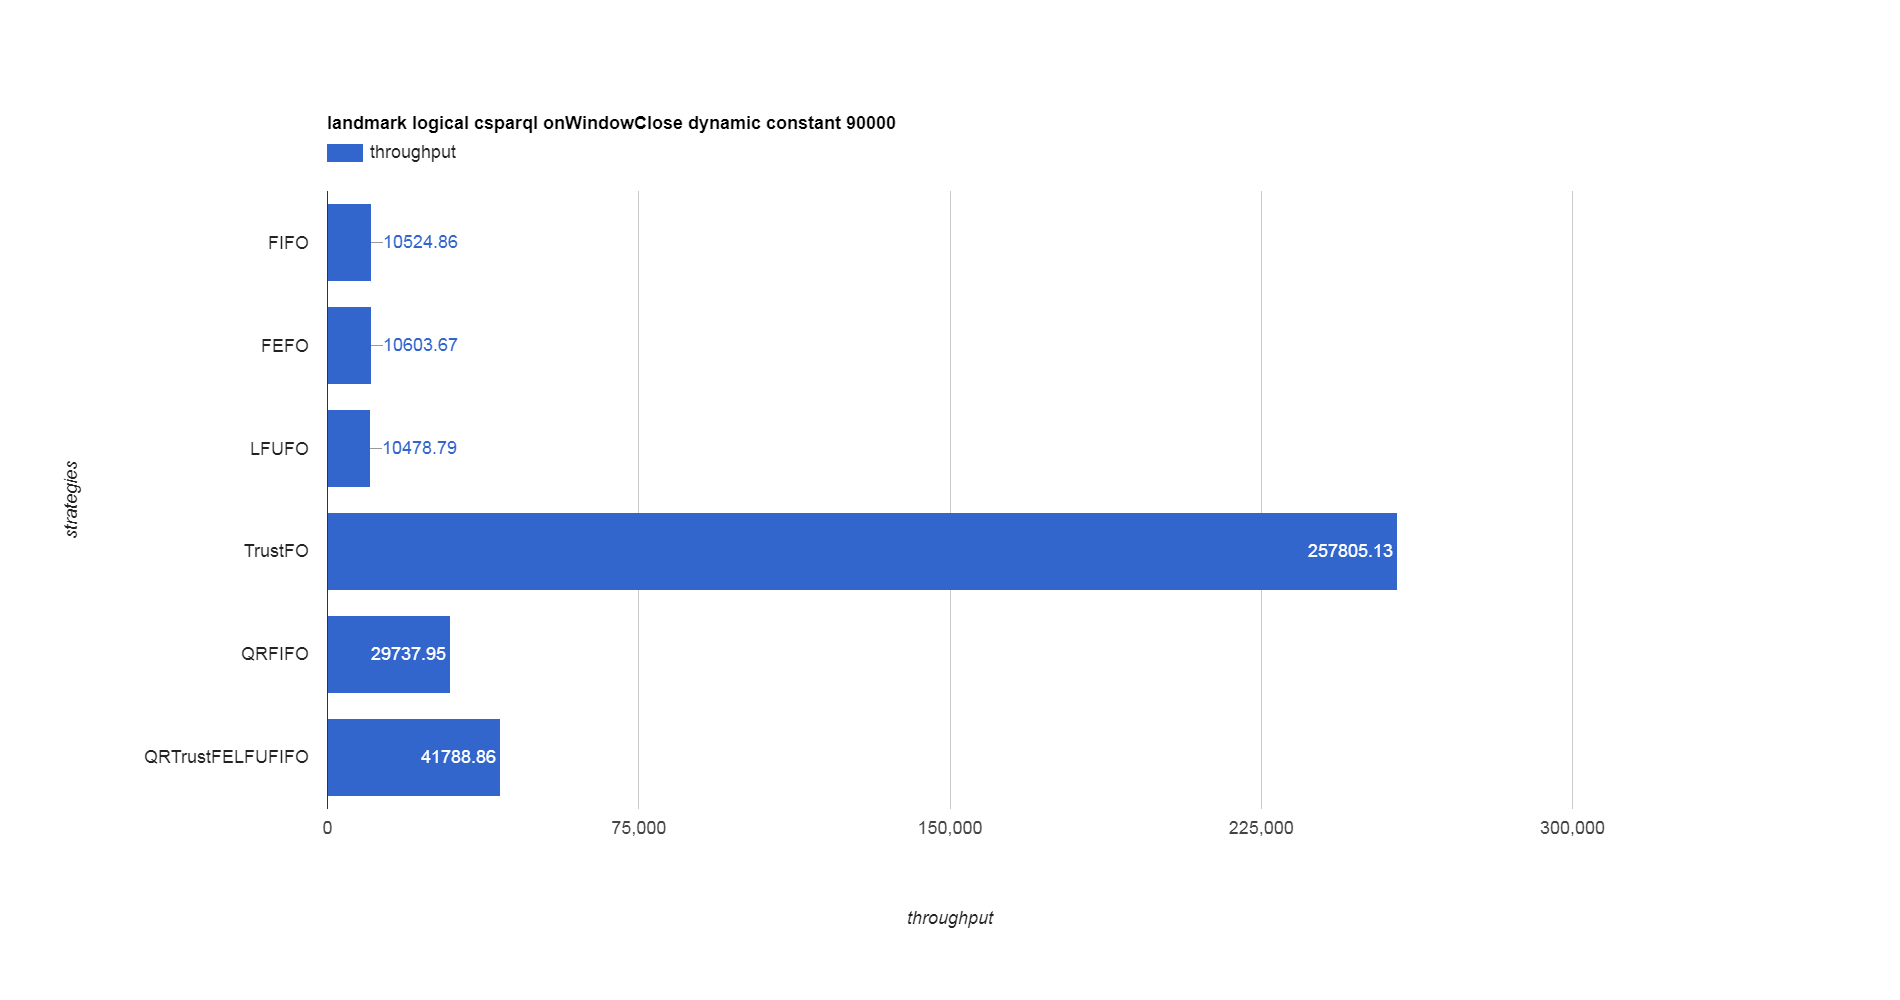 landmark logical csparql onWindowClose dynamic constant 90000
throughput
FIFO 10524.86
FEFO 10603.67
LFUFO 10478.79
TrustFO 257805.13
QRFIFO 29737.95
QRTrustFELFUFIFO 41788.86
strategies
0 75,000 150,000 225,000 300,000
throughput